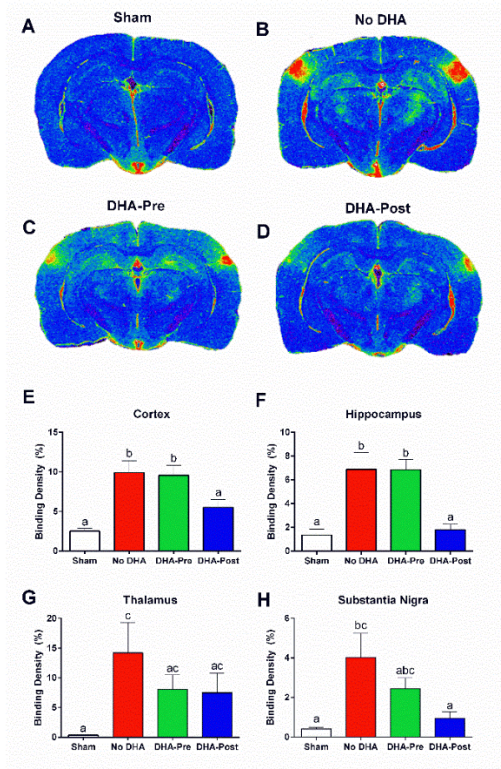 A Sham
B No DHA
C DHA-Pre
D DHA-Post
E Cortex
Binding Density (%)
15
10
5
0
a
b
b
a
Sham No DHA DHA-Pre DHA-Post
F Hippocampus
Binding Density (%)
8
6
4
2
0
a
b
b
a
Sham No DHA DHA-Pre DHA-Post
G Thalamus
Binding Density (%)
20
15
10
5
0
a
c
ac
ac
Sham No DHA DHA-Pre DHA-Post
H Substantia Nigra
Binding Density (%)
6
4
2
0
a
bc
abc
a
Sham No DHA DHA-Pre DHA-Post